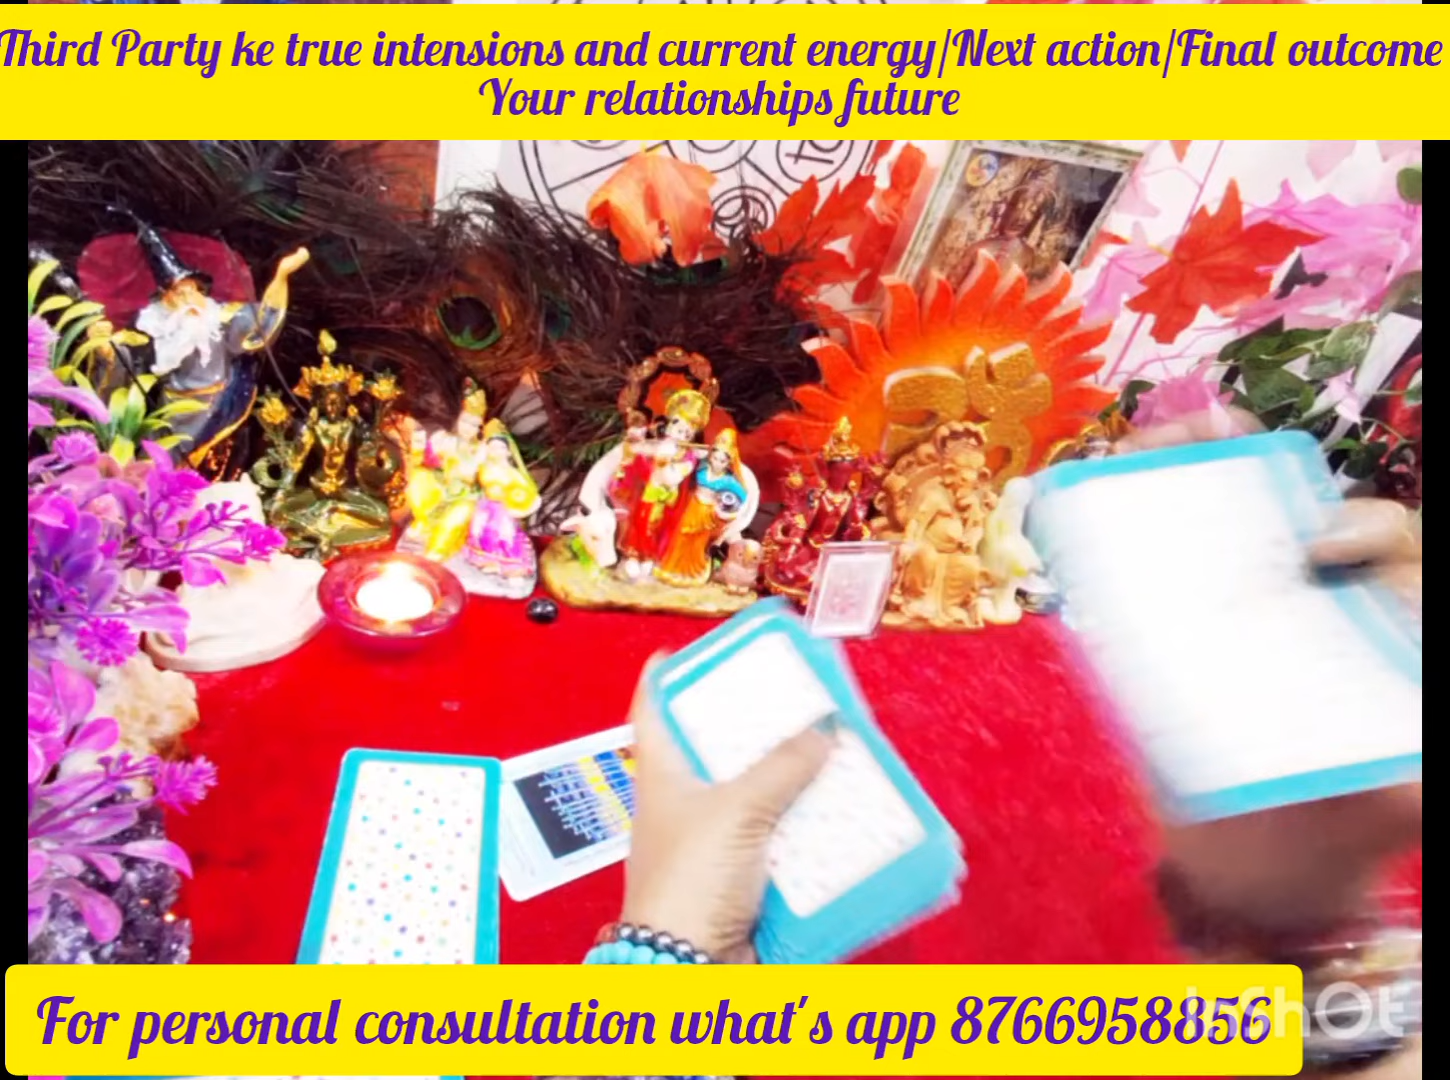 Third Party ke true intensions and current energy/Next action/Final outcome
Your relationships future
ॐ
For personal consultation what's app 8766958856
InShOt